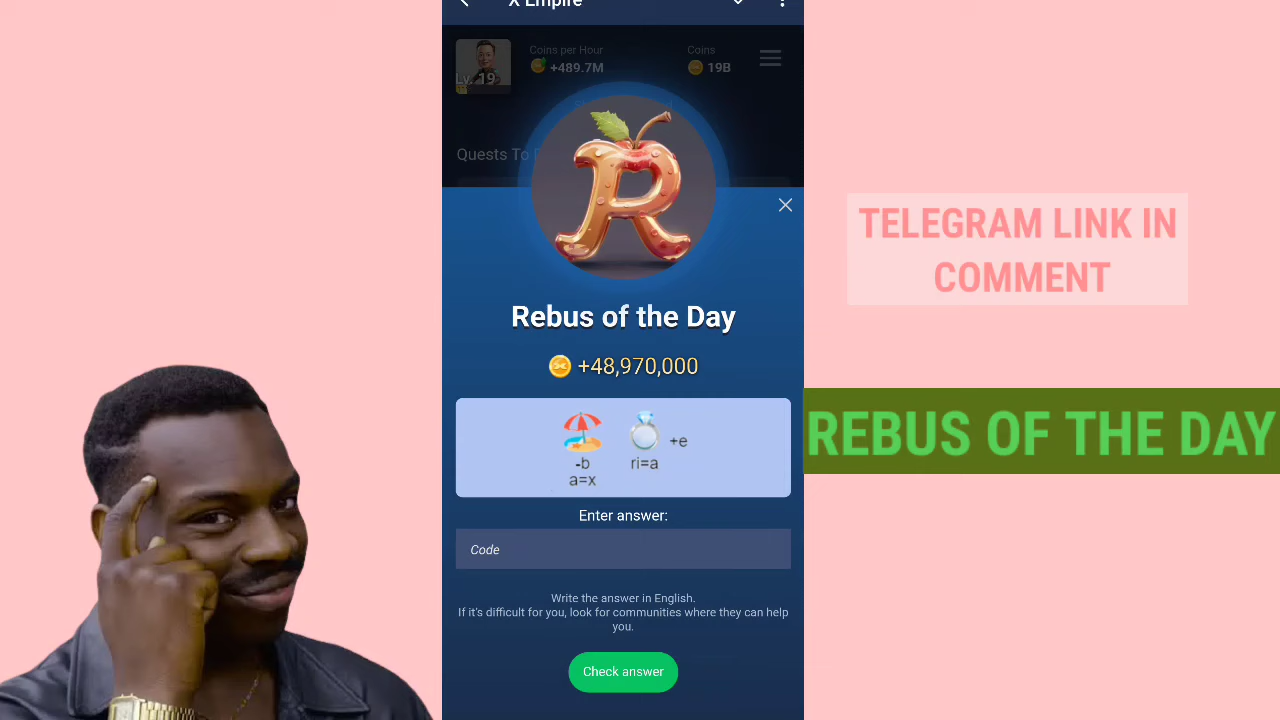 X Empire
Coins per Hour
+489.7M
Coins
19B
Lv. 19
Quests To
R
Rebus of the Day
+48,970,000
+e
-b
ri=a
a=x
Enter answer:
Code
Write the answer in English.
If it's difficult for you, look for communities where they can help
you.
Check answer
TELEGRAM LINK IN
COMMENT
REBUS OF THE DAY